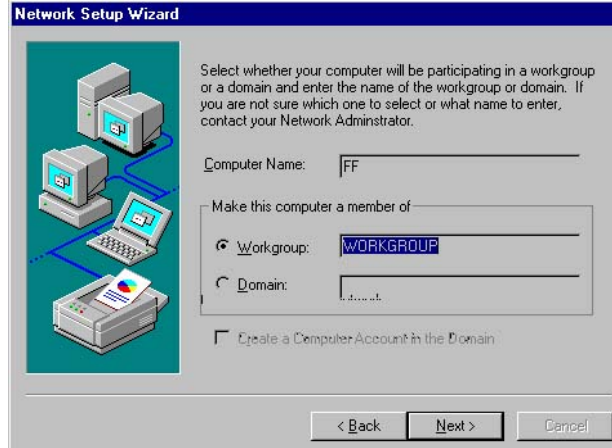 Network Setup Wizard
Select whether your computer will be participating in a workgroup
or a domain and enter the name of the workgroup or domain. If
you are not sure which one to select or what name to enter,
contact your Network Adminstrator.
Computer Name: FF
Make this computer a member of
Workgroup: WORKGROUP
Domain:
Create a Computer Account in the Domain
< Back Next > Cancel